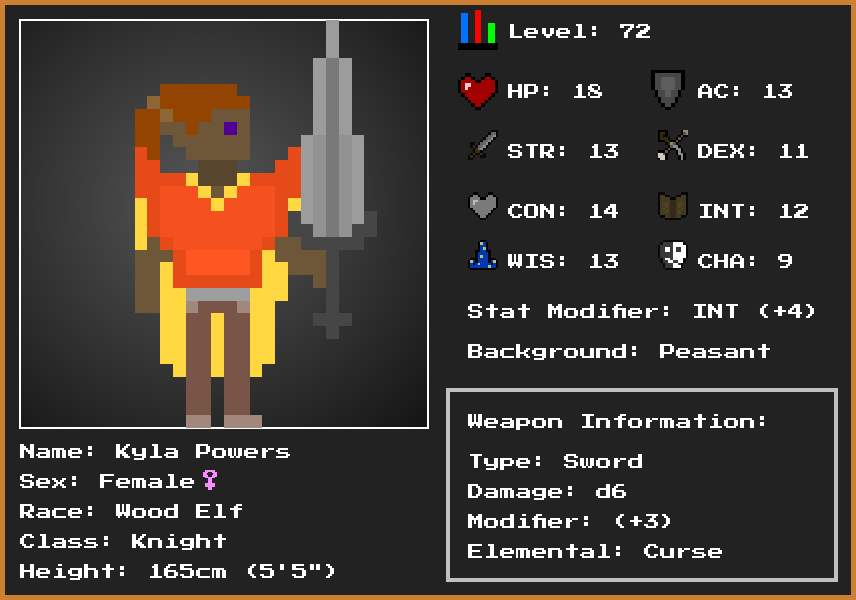 Level: 72
HP: 18
AC: 13
STR: 13
DEX: 11
CON: 14
INT: 12
WIS: 13
CHA: 9
Stat Modifier: INT (+4)
Background: Peasant
Weapon Information:
Type: Sword
Damage: d6
Modifier: (+3)
Elemental: Curse
Name: Kyla Powers
Sex: Female♀
Race: Wood Elf
Class: Knight
Height: 165cm (5'5")